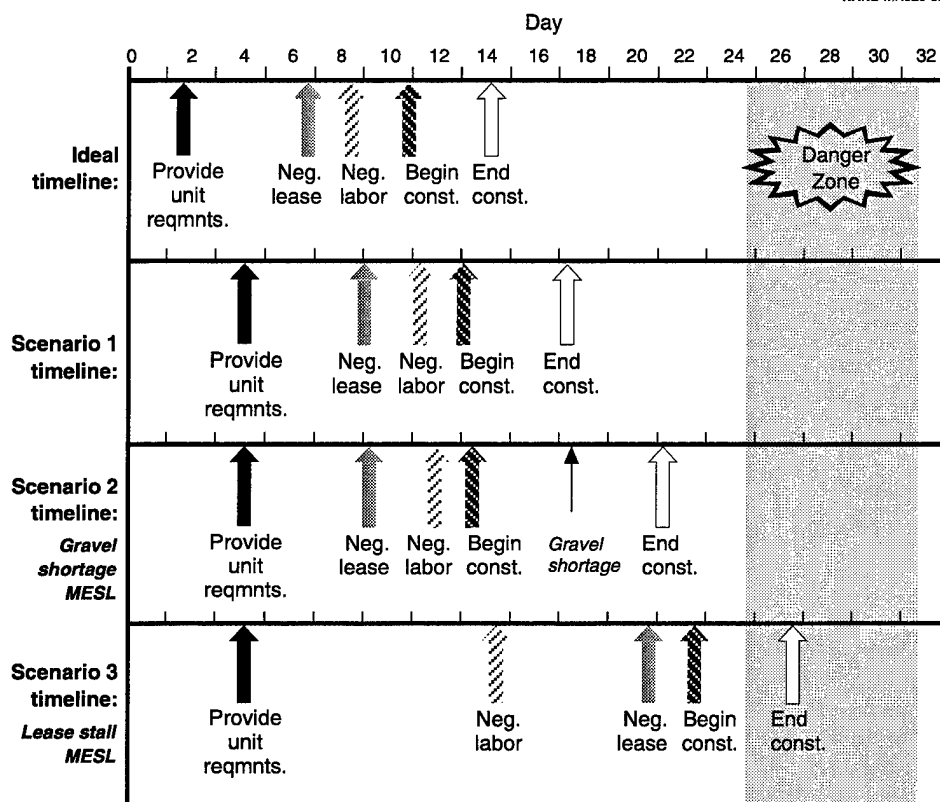 Day
0 2 4 6 8 10 12 14 16 18 20 22 24 26 28 30 32
Ideal
timeline:
Provide
unit
reqmnts.
Neg.
lease
Neg.
labor
Begin
const.
End
const.
Danger
Zone
Scenario 1
timeline:
Provide
unit
reqmnts.
Neg.
lease
Neg.
labor
Begin
const.
End
const.
Scenario 2
timeline:
Gravel
shortage
MESL
Provide
unit
reqmnts.
Neg.
lease
Neg.
labor
Begin
const.
Gravel
shortage
End
const.
Scenario 3
timeline:
Lease stall
MESL
Provide
unit
reqmnts.
Neg.
labor
Neg.
lease
Begin
const.
End
const.